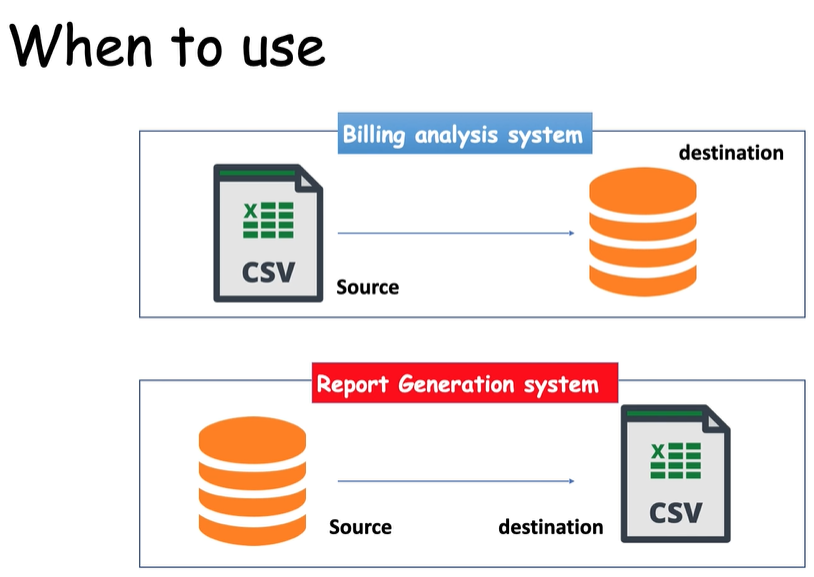 When to use
Billing analysis system
destination
X
CSV
Source
Report Generation system
X
CSV
Source
destination